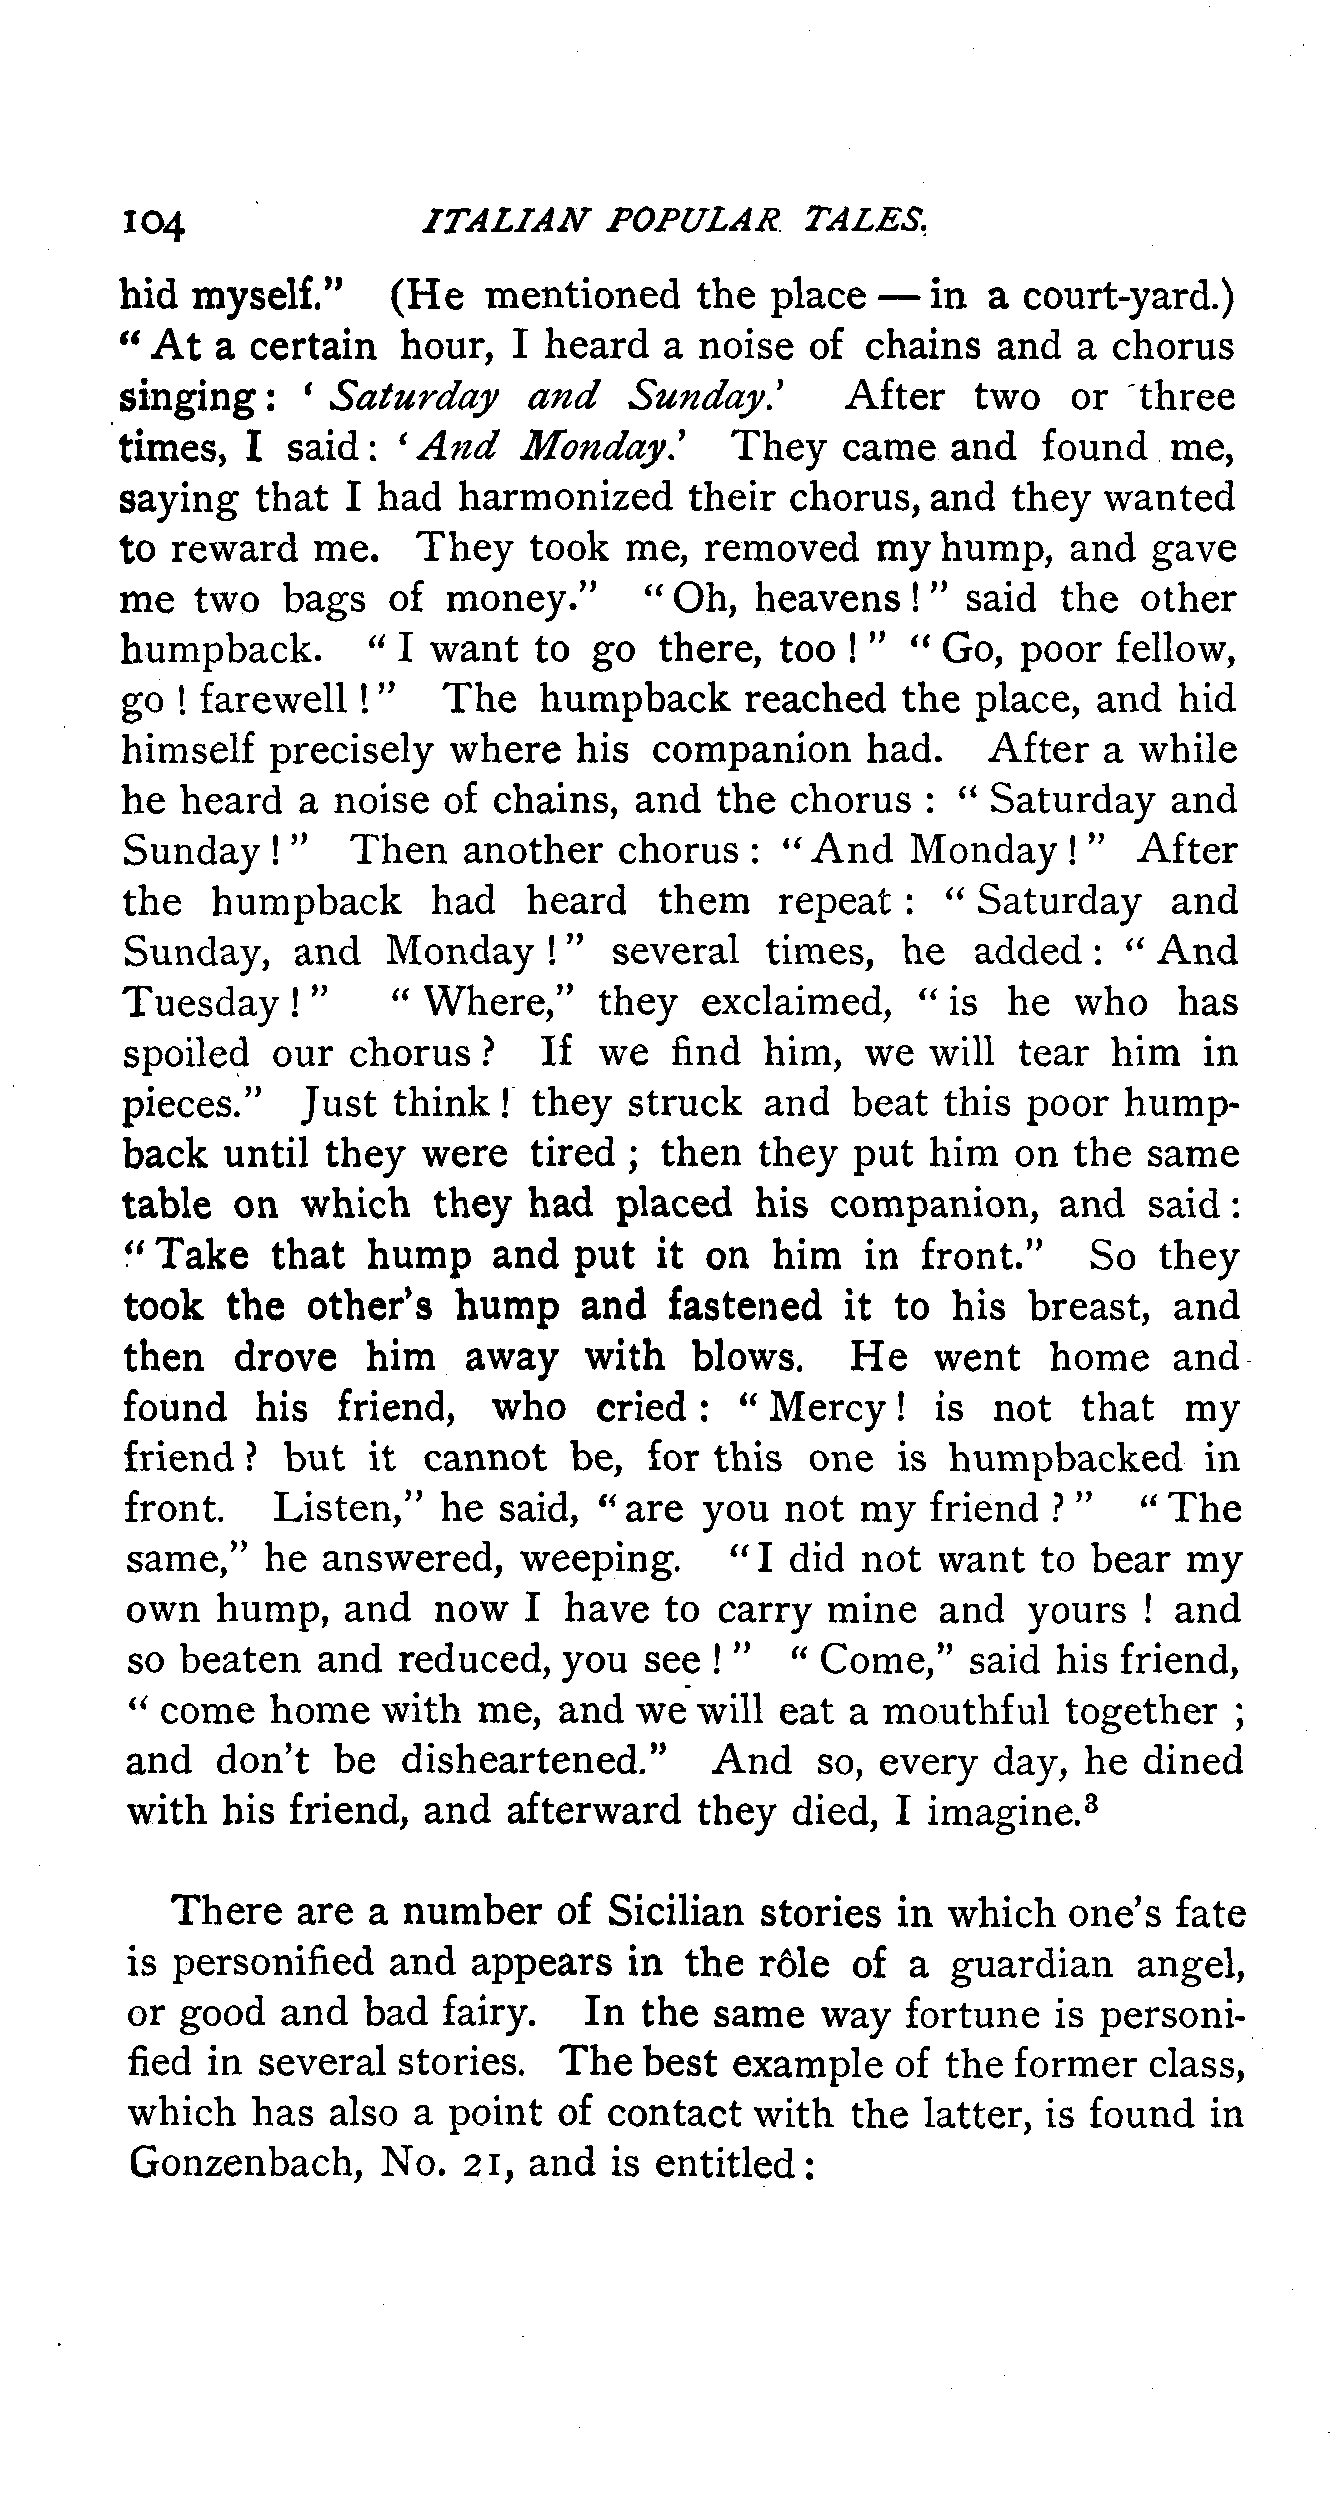 104 ITALIAN POPULAR TALES.
hid myself." (He mentioned the place — in a court-yard.)
" At a certain hour, I heard a noise of chains and a chorus
singing : ' Saturday and Sunday.' After two or three
times, I said : ' And Monday.' They came and found me,
saying that I had harmonized their chorus, and they wanted
to reward me. They took me, removed my hump, and gave
me two bags of money." " Oh, heavens ! " said the other
humpback. " I want to go there, too ! " " Go, poor fellow,
go ! farewell ! " The humpback reached the place, and hid
himself precisely where his companion had. After a while
he heard a noise of chains, and the chorus : " Saturday and
Sunday ! " Then another chorus : " And Monday ! " After
the humpback had heard them repeat : " Saturday and
Sunday, and Monday ! " several times, he added : " And
Tuesday ! " " Where," they exclaimed, " is he who has
spoiled our chorus ? If we find him, we will tear him in
pieces." Just think ! they struck and beat this poor hump-
back until they were tired ; then they put him on the same
table on which they had placed his companion, and said :
" Take that hump and put it on him in front." So they
took the other's hump and fastened it to his breast, and
then drove him away with blows. He went home and
found his friend, who cried : " Mercy ! is not that my
friend ? but it cannot be, for this one is humpbacked in
front. Listen," he said, " are you not my friend ? " " The
same," he answered, weeping. " I did not want to bear my
own hump, and now I have to carry mine and yours ! and
so beaten and reduced, you see ! " " Come," said his friend,
" come home with me, and we will eat a mouthful together ;
and don't be disheartened." And so, every day, he dined
with his friend, and afterward they died, I imagine.³
There are a number of Sicilian stories in which one's fate
is personified and appears in the rôle of a guardian angel,
or good and bad fairy. In the same way fortune is personi-
fied in several stories. The best example of the former class,
which has also a point of contact with the latter, is found in
Gonzenbach, No. 21, and is entitled :